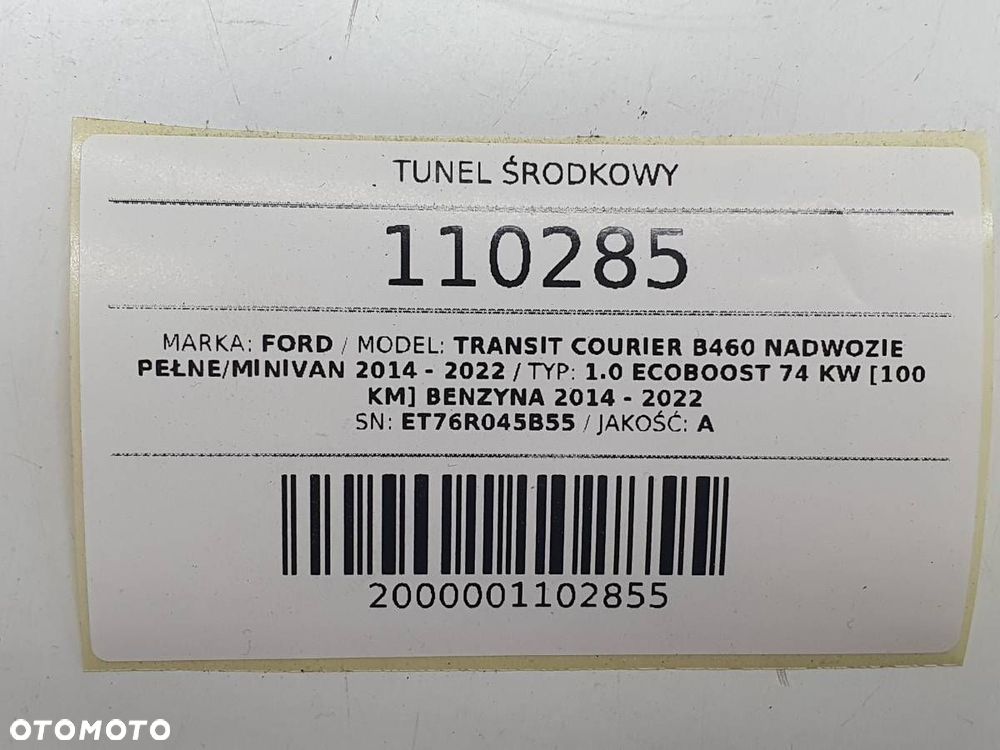 TUNEL ŚRODKOWY
110285
MARKA: FORD / MODEL: TRANSIT COURIER B460 NADWOZIE
PEŁNE/MINIVAN 2014 - 2022 / TYP: 1.0 ECOBOOST 74 KW [100
KM] BENZYNA 2014 - 2022
SN: ET76R045B55 / JAKOŚĆ: A
2000001102855
OTOMOTO